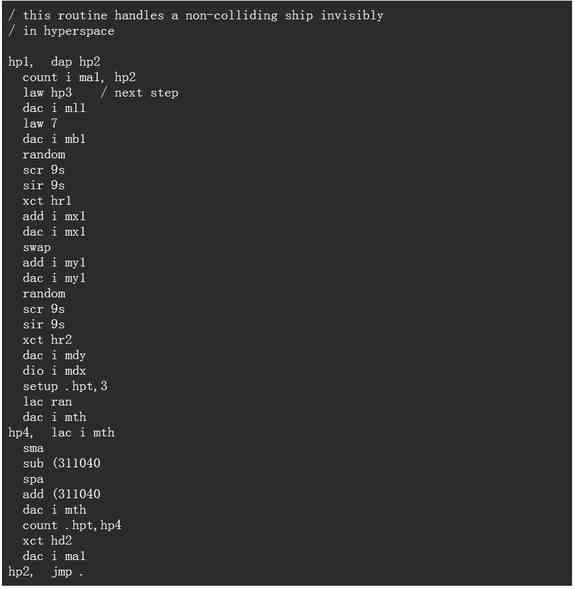 / this routine handles a non-colliding ship invisibly
/ in hyperspace
hp1, dap hp2
count i ma1, hp2
law hp3 / next step
dac i ml1
law 7
dac i mb1
random
scr 9s
sir 9s
xct hr1
add i mx1
dac i mx1
swap
add i my1
dac i my1
random
scr 9s
sir 9s
xct hr2
dac i mdy
dio i mdx
setup .hpt,3
lac ran
dac i mth
hp4, lac i mth
sma
sub (311040
spa
add (311040
dac i mth
count .hpt,hp4
xct hd2
dac i ma1
hp2, jmp .